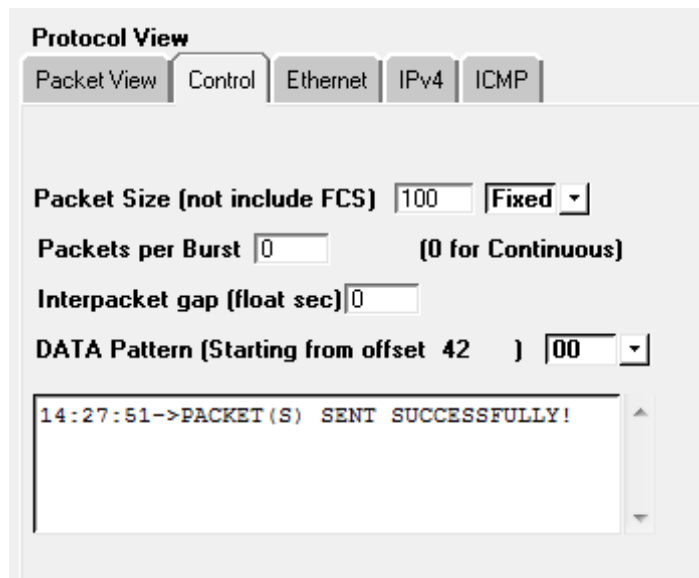 Protocol View
Packet View Control Ethernet IPv4 ICMP
Packet Size (not include FCS) 100 Fixed
Packets per Burst 0 (0 for Continuous)
Interpacket gap (float sec) 0
DATA Pattern (Starting from offset 42 ) 00
14:27:51->PACKET(S) SENT SUCCESSFULLY!